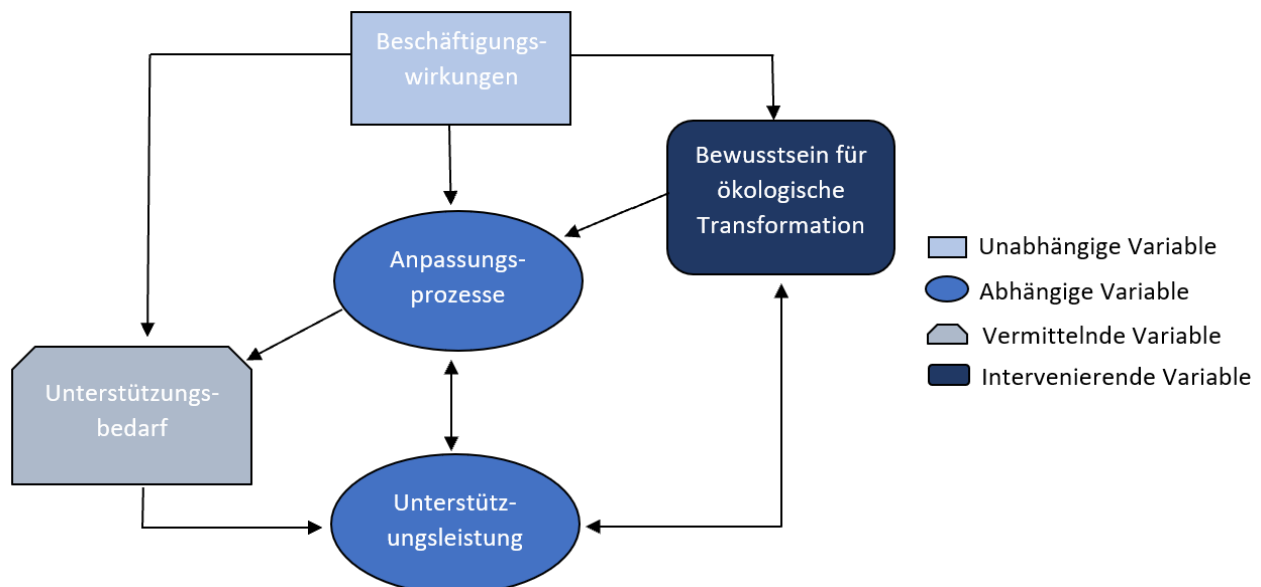 Beschäftigungs-
wirkungen
Bewusstsein für
ökologische
Transformation
Anpassungs-
prozesse
Unterstützungs-
bedarf
Unterstütz-
ungsleistung
Unabhängige Variable
Abhängige Variable
Vermittelnde Variable
Intervenierende Variable